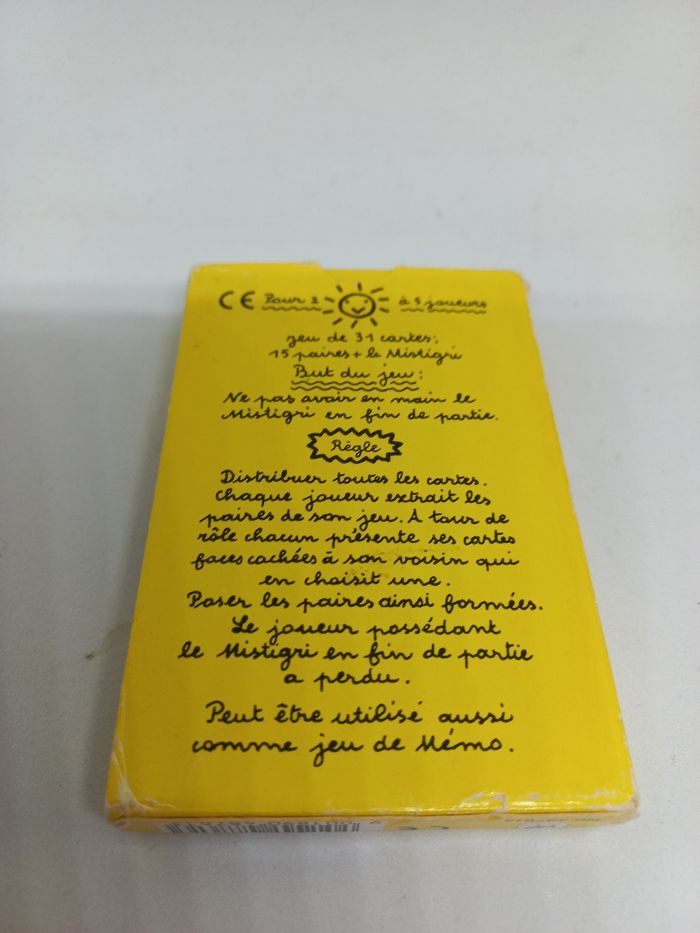 CE Pour 2 à 5 joueurs
jeu de 31 cartes:
15 paires + le Mistigri
But du jeu:
Ne pas avoir en main le
Mistigri en fin de partie.
Règle
Distribuer toutes les cartes.
Chaque joueur extrait les
paires de son jeu. A tour de
rôle chacun présente ses cartes
faces cachées à son voisin qui
en choisit une.
Poser les paires ainsi formées.
Le joueur possédant
le Mistigri en fin de partie
a perdu.
Peut être utilisé aussi
comme jeu de Mémo.